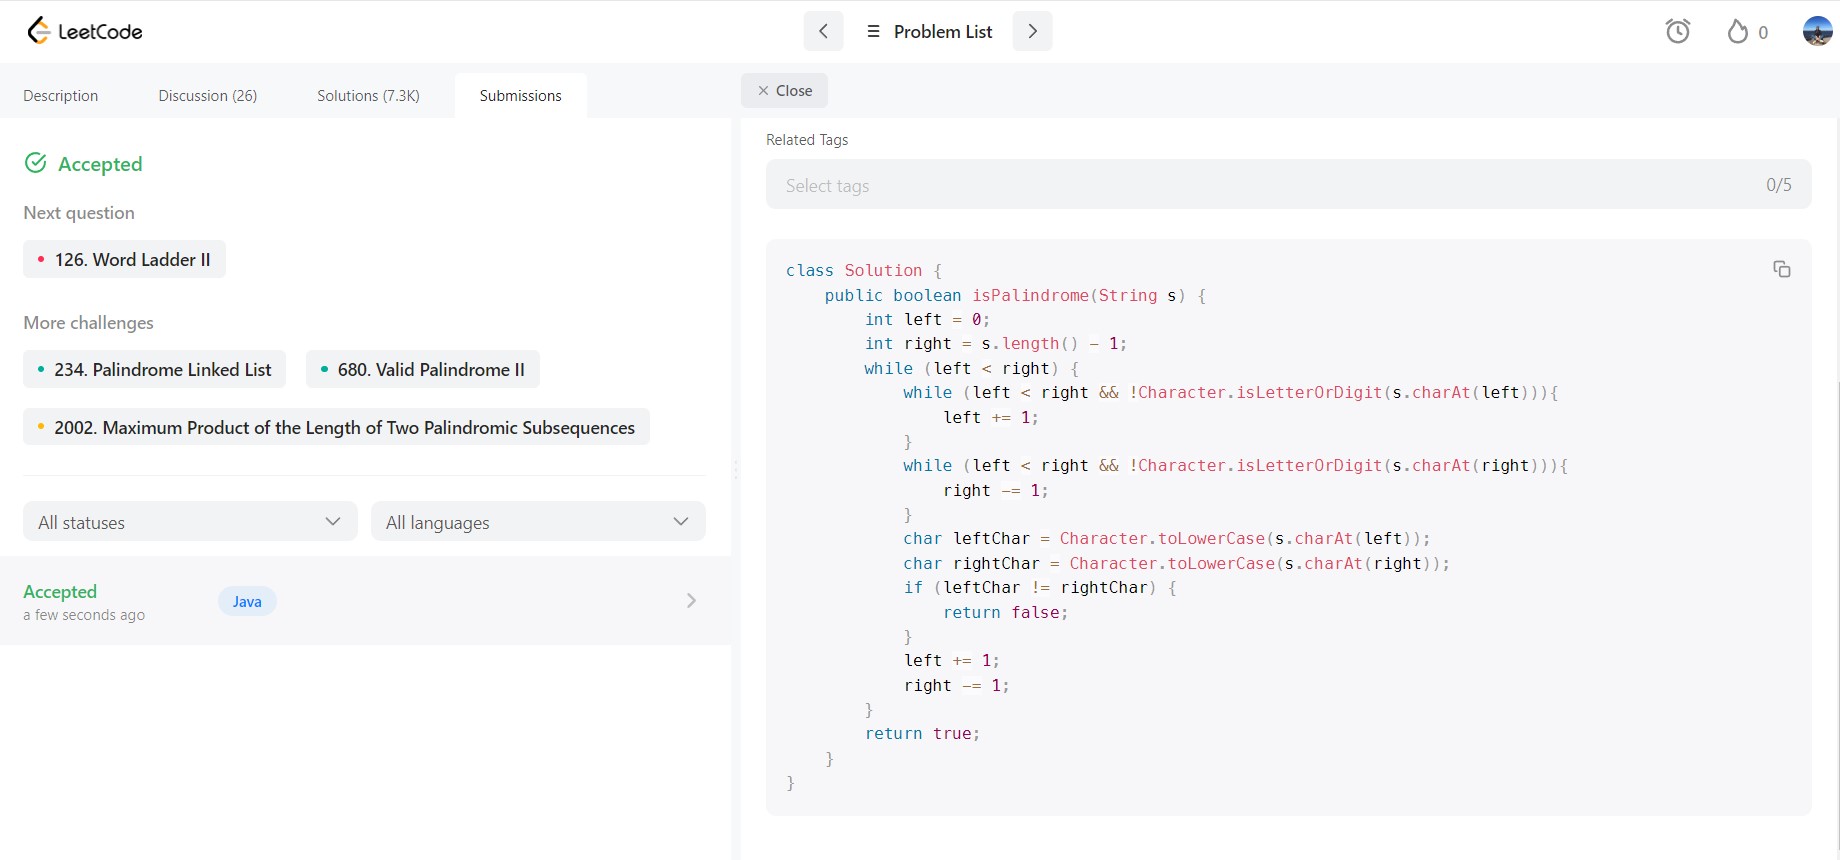 LeetCode
Problem List
0
Description
Discussion (26)
Solutions (7.3K)
Submissions
Close
Accepted
Next question
126. Word Ladder II
More challenges
234. Palindrome Linked List
680. Valid Palindrome II
2002. Maximum Product of the Length of Two Palindromic Subsequences
All statuses
All languages
Accepted
a few seconds ago
Java
Related Tags
Select tags
0/5
class Solution {
    public boolean isPalindrome(String s) {
        int left = 0;
        int right = s.length() - 1;
        while (left < right) {
            while (left < right && !Character.isLetterOrDigit(s.charAt(left))){
                left += 1;
            }
            while (left < right && !Character.isLetterOrDigit(s.charAt(right))){
                right -= 1;
            }
            char leftChar = Character.toLowerCase(s.charAt(left));
            char rightChar = Character.toLowerCase(s.charAt(right));
            if (leftChar != rightChar) {
                return false;
            }
            left += 1;
            right -= 1;
        }
        return true;
    }
}